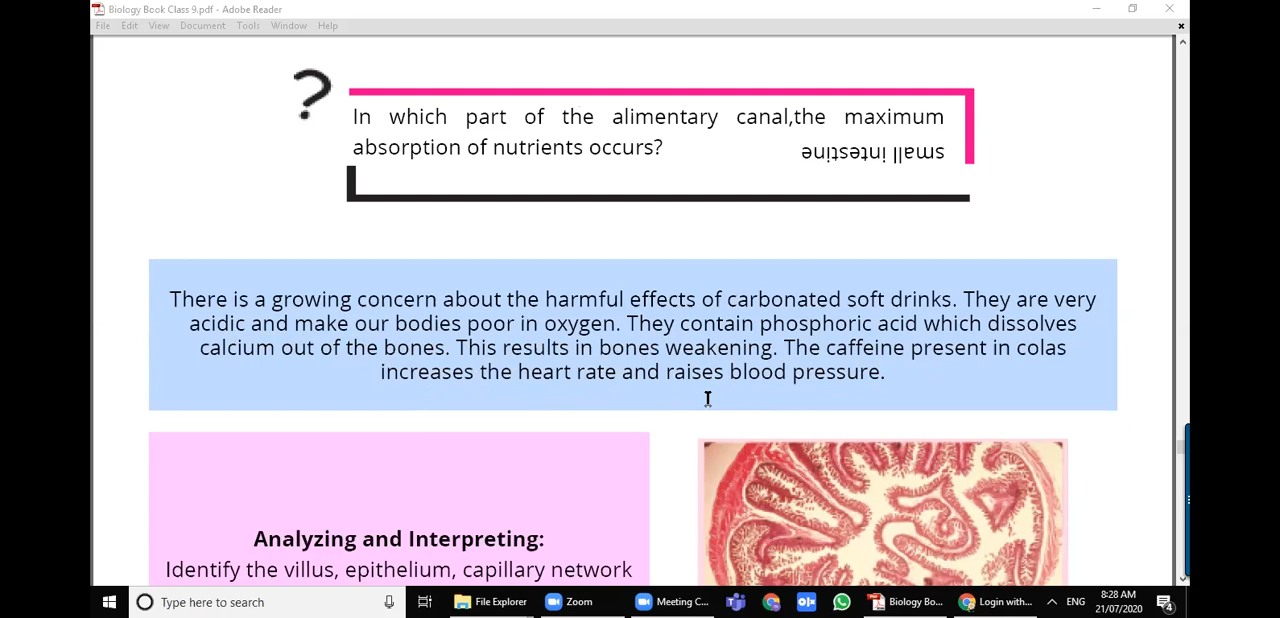 Biology Book Class 9.pdf - Adobe Reader
File Edit View Document Tools Window Help
?
In which part of the alimentary canal,the maximum
absorption of nutrients occurs?
small intestine
There is a growing concern about the harmful effects of carbonated soft drinks. They are very
acidic and make our bodies poor in oxygen. They contain phosphoric acid which dissolves
calcium out of the bones. This results in bones weakening. The caffeine present in colas
increases the heart rate and raises blood pressure.
Analyzing and Interpreting:
Identify the villus, epithelium, capillary network
Type here to search
File Explorer
Zoom
Meeting C...
Biology Bo...
Login with...
ENG
8:28 AM
21/07/2020
4